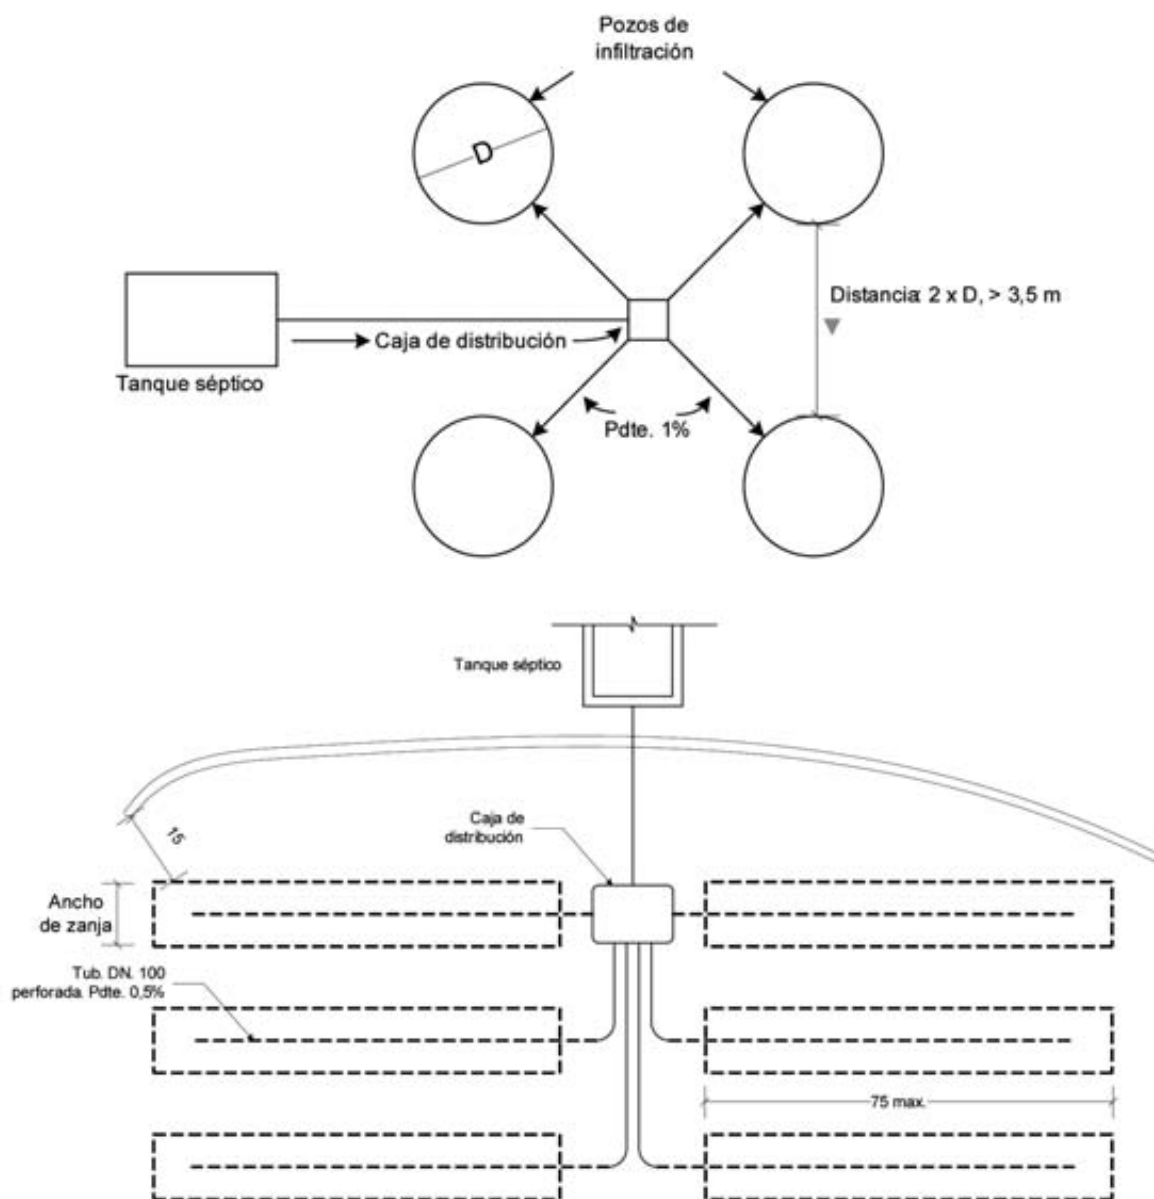 Pozos de
infiltración
D
Distancia: 2 x D, > 3,5 m
Caja de distribución
Tanque séptico
Pdte. 1%
Tanque séptico
15
Caja de
distribución
Ancho
de zanja
Tub. DN. 100
perforada. Pdte. 0,5%
75 max.